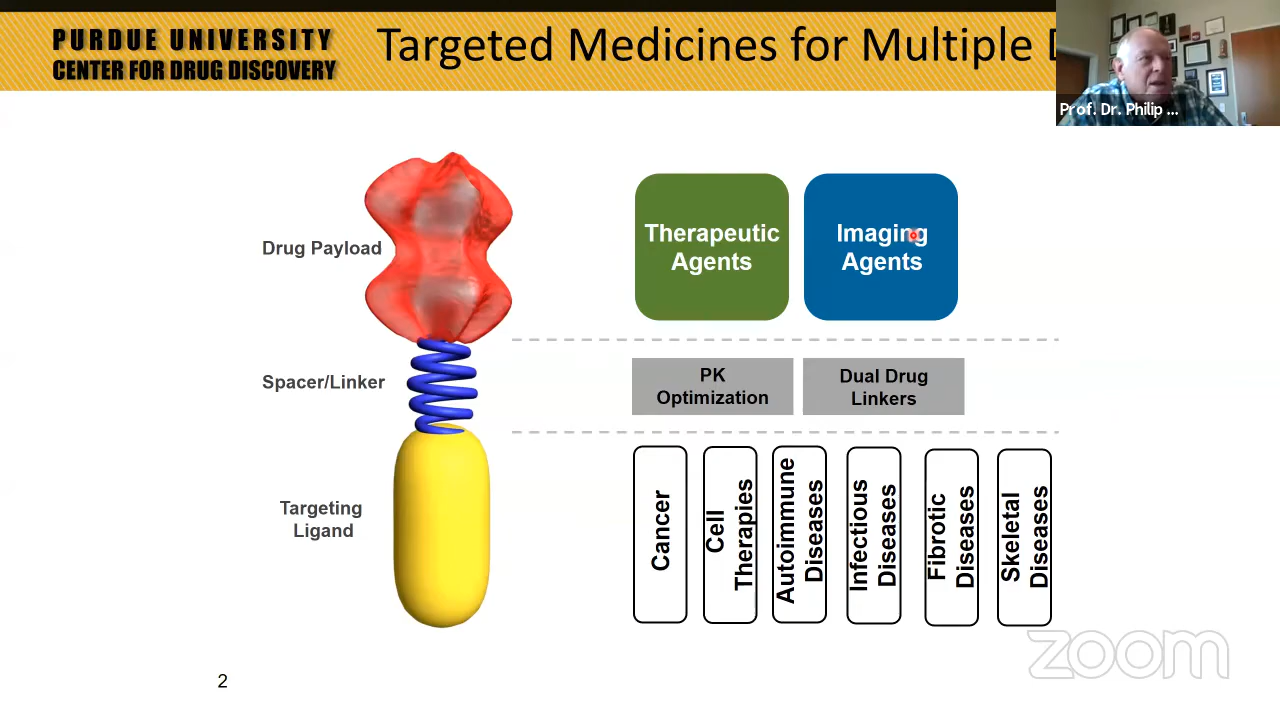 PURDUE UNIVERSITY
CENTER FOR DRUG DISCOVERY
Targeted Medicines for Multiple
Prof. Dr. Philip ...
Drug Payload
Therapeutic
Agents
Imaging
Agents
Spacer/Linker
PK
Optimization
Dual Drug
Linkers
Targeting
Ligand
Cancer
Cell
Therapies
Autoimmune
Diseases
Infectious
Diseases
Fibrotic
Diseases
Skeletal
Diseases
zoom
2